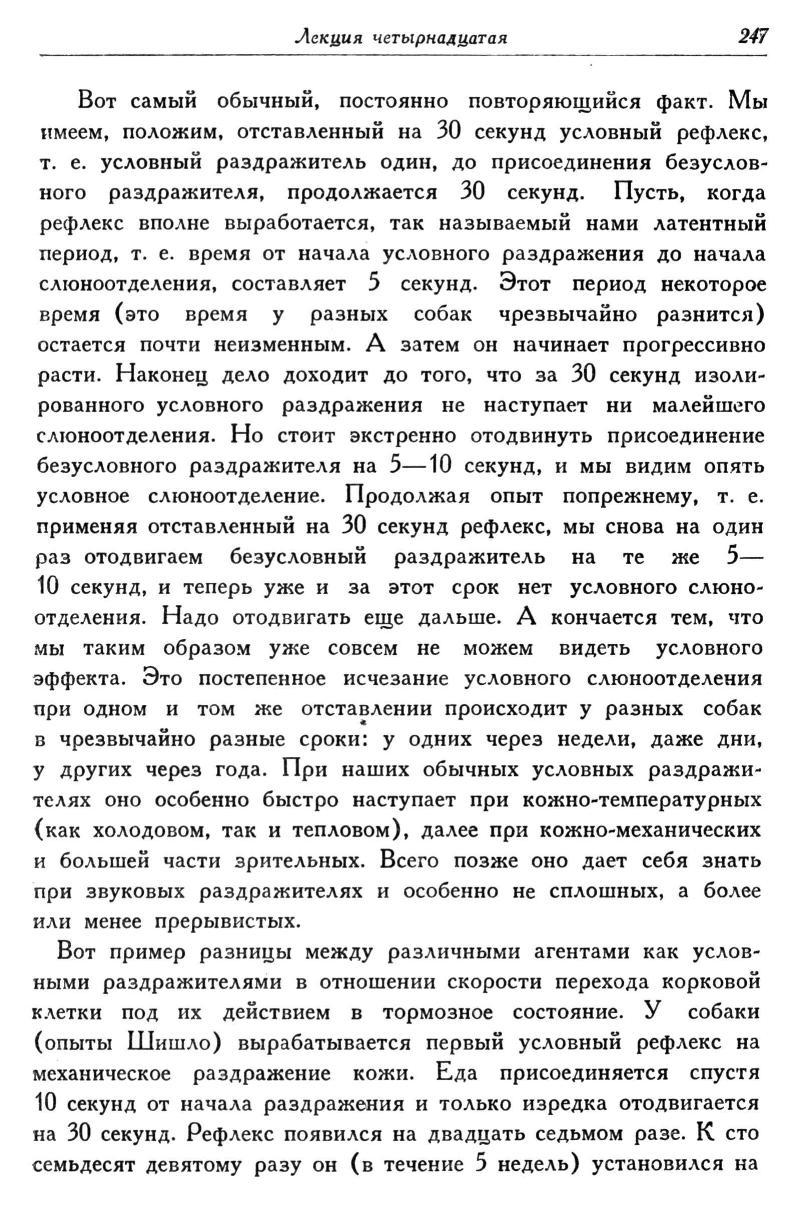 Лекция четырнадцатая 247
Вот самый обычный, постоянно повторяющийся факт. Мы
имеем, положим, отставленный на 30 секунд условный рефлекс,
т. е. условный раздражитель один, до присоединения безуслов-
ного раздражителя, продолжается 30 секунд. Пусть, когда
рефлекс вполне выработается, так называемый нами латентный
период, т. е. время от начала условного раздражения до начала
слюноотделения, составляет 5 секунд. Этот период некоторое
время (это время у разных собак чрезвычайно разнится)
остается почти неизменным. А затем он начинает прогрессивно
расти. Наконец дело доходит до того, что за 30 секунд изоли-
рованного условного раздражения не наступает ни малейшего
слюноотделения. Но стоит экстренно отодвинуть присоединение
безусловного раздражителя на 5—10 секунд, и мы видим опять
условное слюноотделение. Продолжая опыт попрежнему, т. е.
применяя отставленный на 30 секунд рефлекс, мы снова на один
раз отодвигаем безусловный раздражитель на те же 5—
10 секунд, и теперь уже и за этот срок нет условного слюно-
отделения. Надо отодвигать еще дальше. А кончается тем, что
мы таким образом уже совсем не можем видеть условного
эффекта. Это постепенное исчезание условного слюноотделения
при одном и том же отставлении происходит у разных собак
в чрезвычайно разные сроки: у одних через недели, даже дни,
у других через года. При наших обычных условных раздражи-
телях оно особенно быстро наступает при кожно-температурных
(как холодовом, так и тепловом), далее при кожно-механических
и большей части зрительных. Всего позже оно дает себя знать
при звуковых раздражителях и особенно не сплошных, а более
или менее прерывистых.
Вот пример разницы между различными агентами как услов-
ными раздражителями в отношении скорости перехода корковой
клетки под их действием в тормозное состояние. У собаки
(опыты Шишло) вырабатывается первый условный рефлекс на
механическое раздражение кожи. Еда присоединяется спустя
10 секунд от начала раздражения и только изредка отодвигается
на 30 секунд. Рефлекс появился на двадцать седьмом разе. К сто
семьдесят девятому разу он (в течение 5 недель) установился на